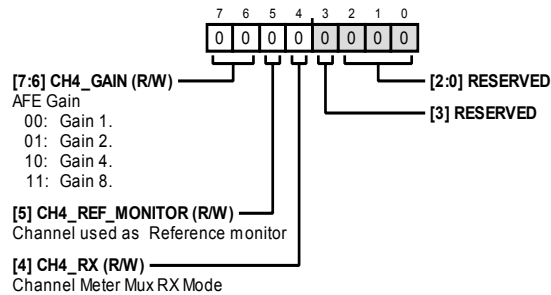 7 6 5 4 3 2 1 0
0 0 0 0 0 0 0 0
[7:6] CH4_GAIN (R/W)
AFE Gain
00: Gain 1.
01: Gain 2.
10: Gain 4.
11: Gain 8.
[5] CH4_REF_MONITOR (R/W)
Channel used as Reference monitor
[4] CH4_RX (R/W)
Channel Meter Mux RX Mode
[2:0] RESERVED
[3] RESERVED